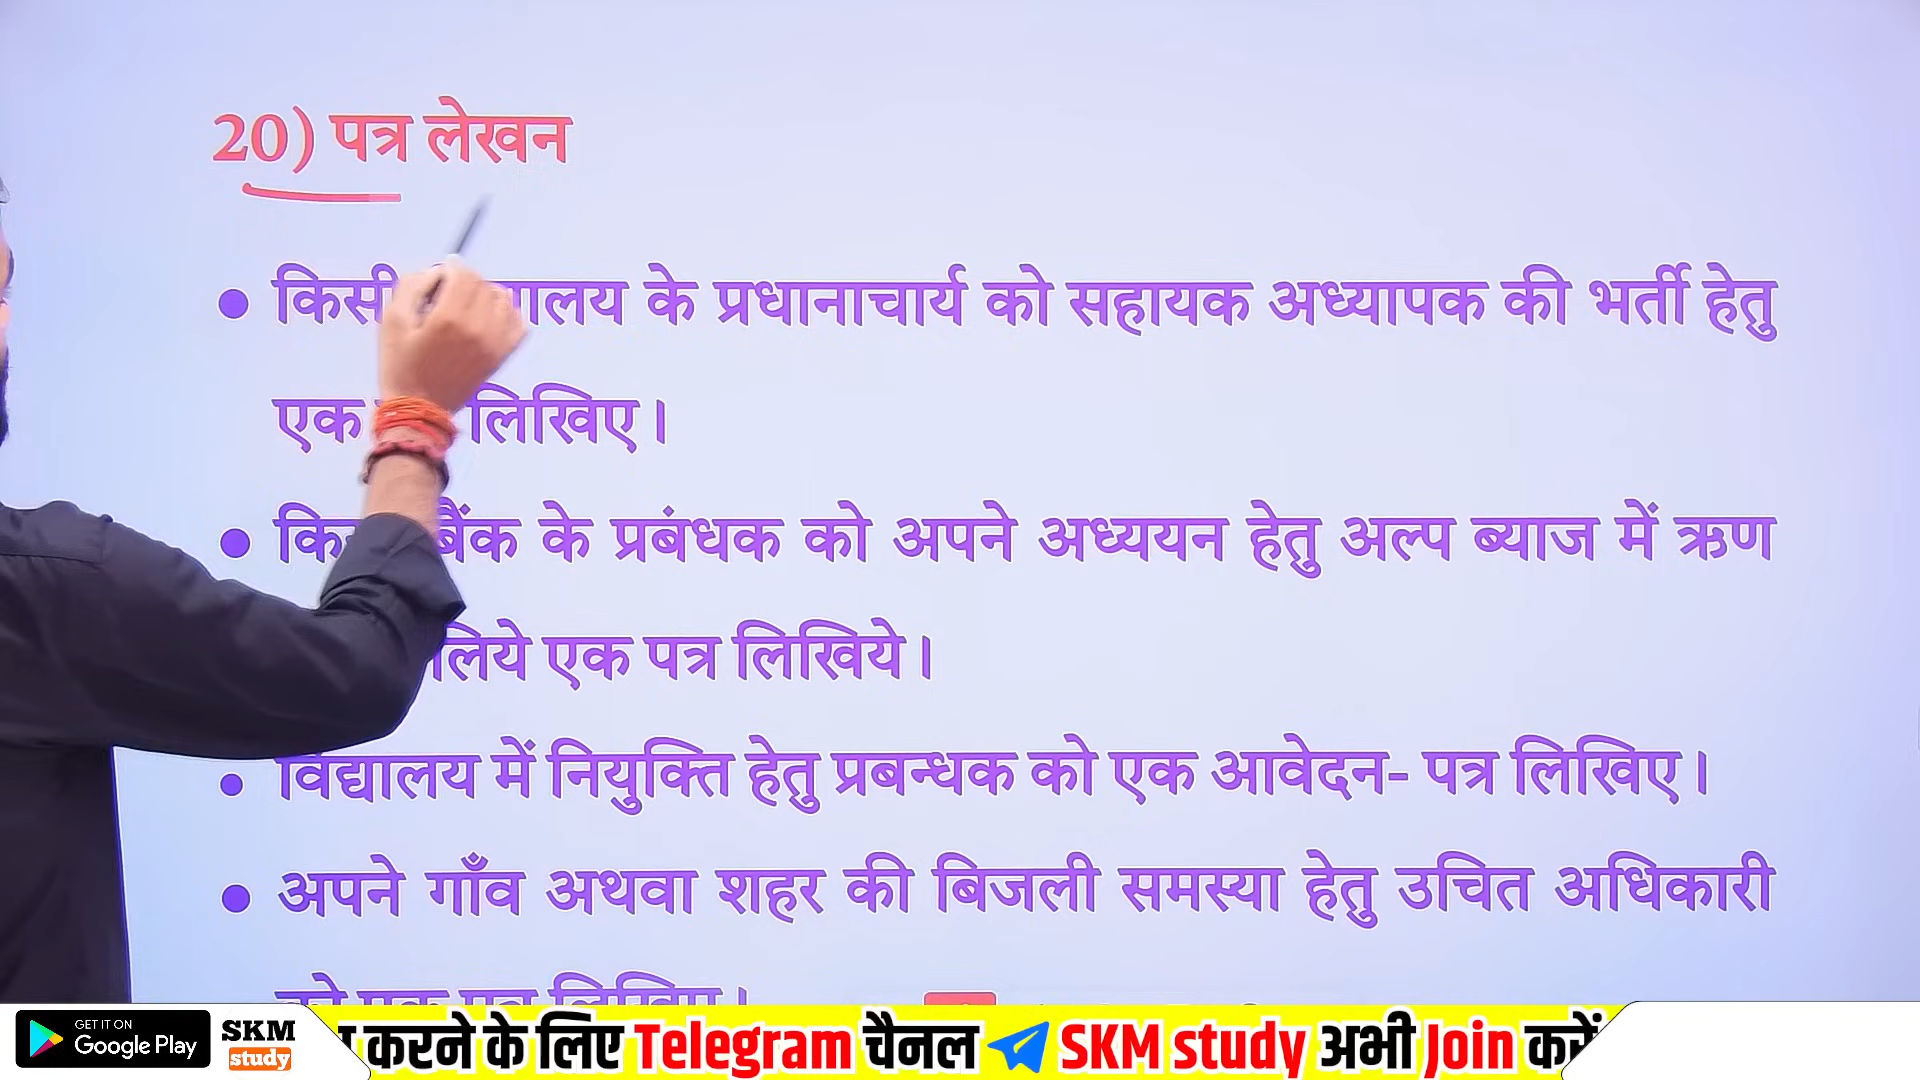 20) पत्र लेखन
• किसी के प्रधानाचार्य को सहायक अध्यापक की भर्ती हेतु
एक लिखिए।
• बैंक के प्रबंधक को अपने अध्ययन हेतु अल्प ब्याज में ऋण
लिये एक पत्र लिखिये।
• विद्यालय में नियुक्ति हेतु प्रबन्धक को एक आवेदन- पत्र लिखिए।
• अपने गाँव अथवा शहर की बिजली समस्या हेतु उचित अधिकारी
को एक पत्र लिखिए।
GET IT ON
Google Play
SKM
study
करने के लिए Telegram चैनल SKM study अभी Join करें